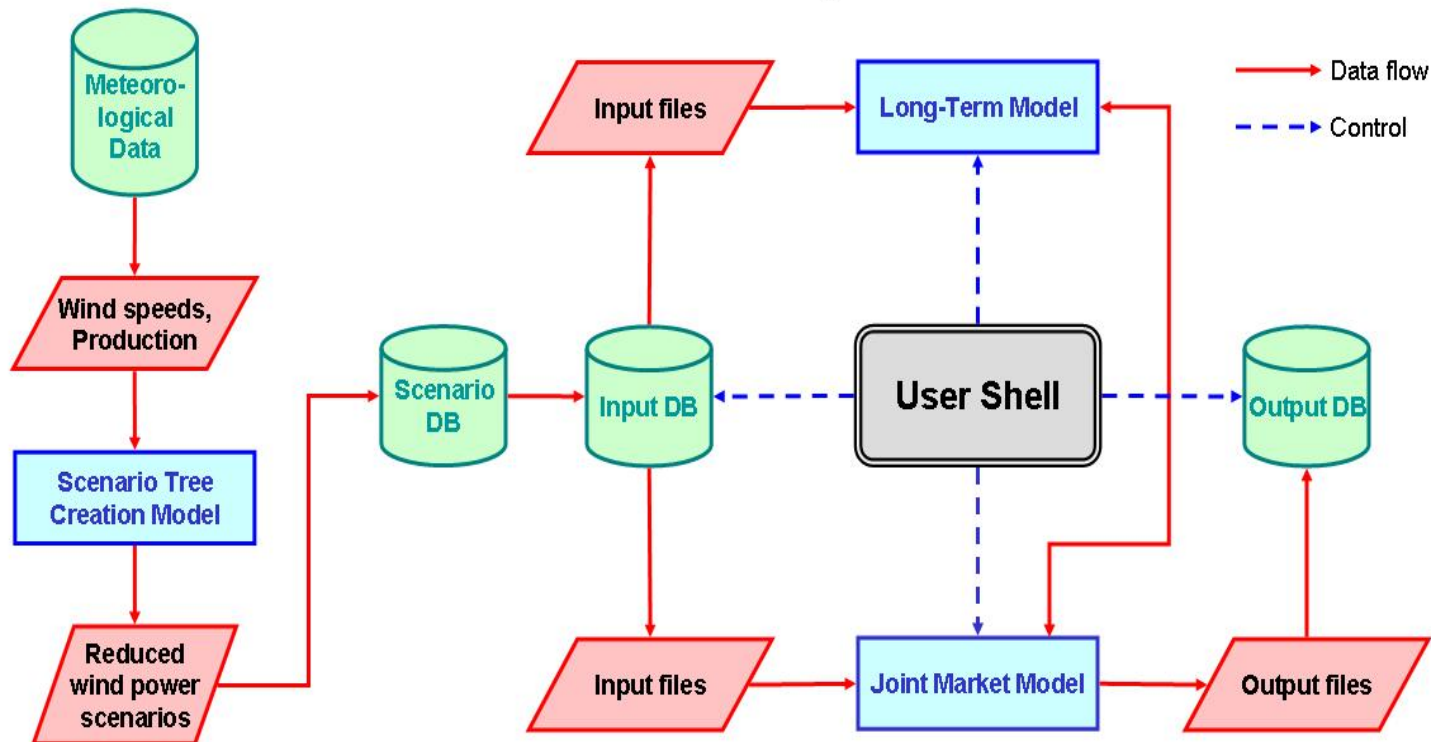 Meteoro-
logical
Data
Wind speeds,
Production
Scenario Tree
Creation Model
Reduced
wind power
scenarios
Scenario
DB
Input DB
Input files
Long-Term Model
Data flow
Control
User Shell
Output DB
Input files
Joint Market Model
Output files